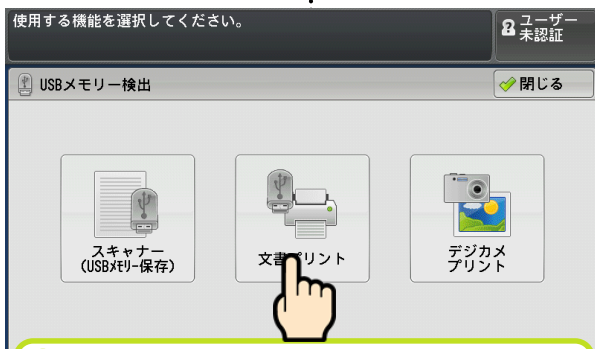 使用する機能を選択してください。
ユーザー
未認証
USBメモリー検出
閉じる
スキャナー
(USBﾒﾓﾘｰ保存)
文書プリント
デジカメ
プリント